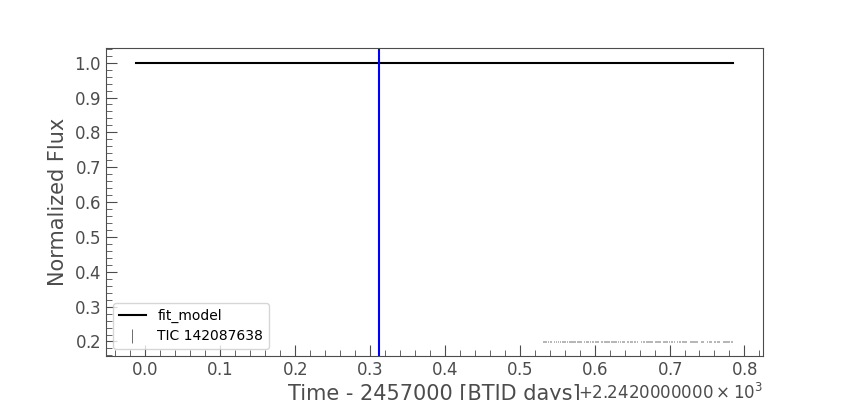 1.0
0.9
0.8
0.7
0.6
0.5
0.4
0.3
0.2
Normalized Flux
fit_model
TIC 142087638
0.0 0.1 0.2 0.3 0.4 0.5 0.6 0.7 0.8
Time - 2457000 [BTJD days]
+2.2420000000 × 10³